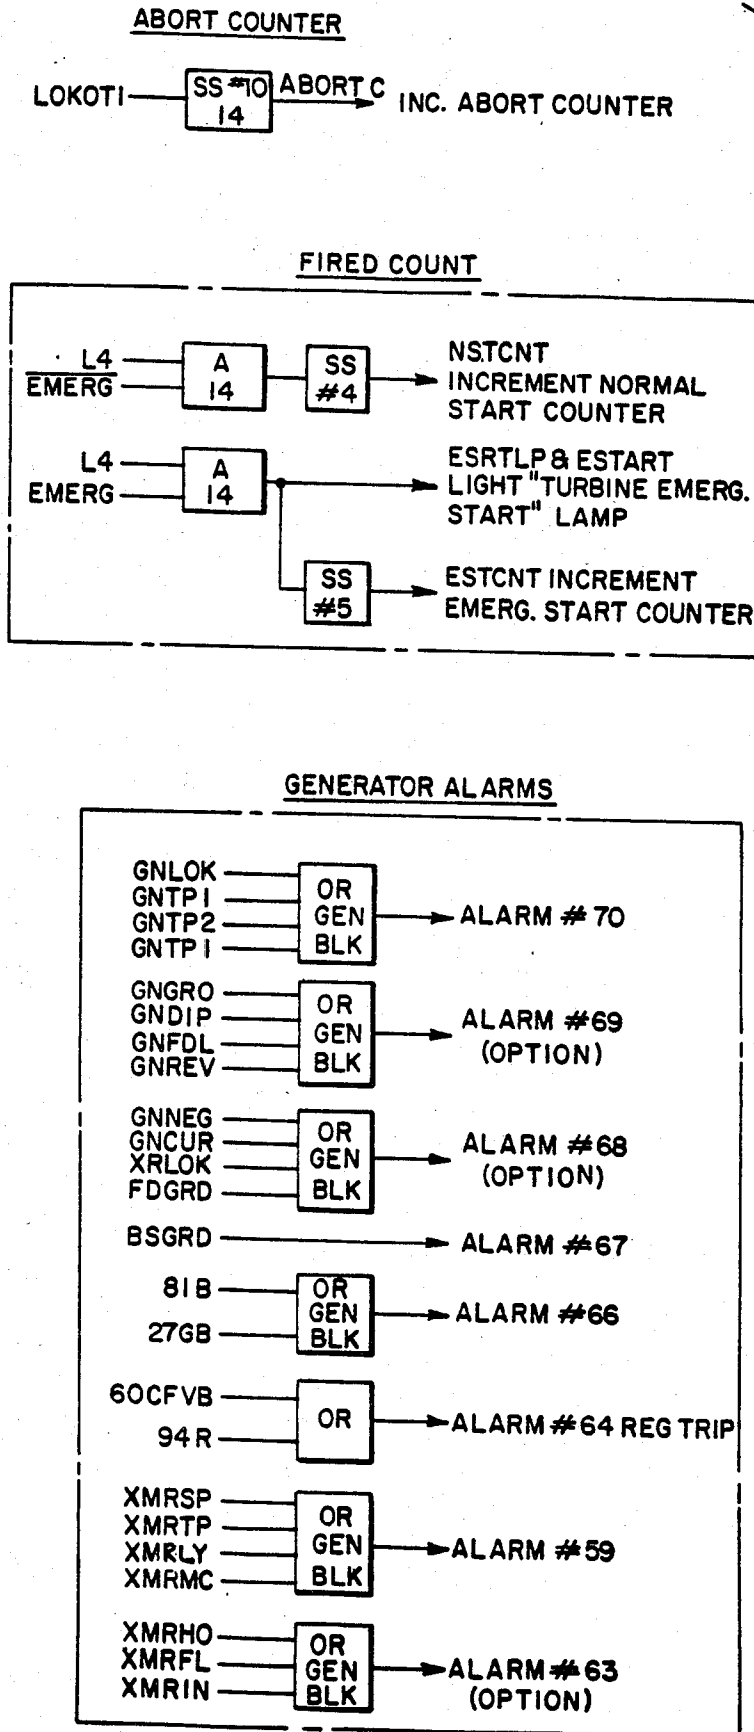 ABORT COUNTER
LOKOTI
SS #10
14
ABORT C
INC. ABORT COUNTER
FIRED COUNT
L4
EMERG
A
14
SS
#4
NSTCNT
INCREMENT NORMAL
START COUNTER
L4
EMERG
A
14
ESRTLP & ESTART
LIGHT "TURBINE EMERG.
START" LAMP
SS
#5
ESTCNT INCREMENT
EMERG. START COUNTER
GENERATOR ALARMS
GNLOK
GNTP1
GNTP2
GNTP1
OR
GEN
BLK
ALARM #70
GNGRO
GNDIP
GNFDL
GNREV
OR
GEN
BLK
ALARM #69
(OPTION)
GNNEG
GNCUR
XRLOK
FDGRD
OR
GEN
BLK
ALARM #68
(OPTION)
BSGRD
ALARM #67
81B
27GB
OR
GEN
BLK
ALARM #66
60CFVB
94R
OR
ALARM #64 REG TRIP
XMRSP
XMRTP
XMRLY
XMRMC
OR
GEN
BLK
ALARM #59
XMRHO
XMRFL
XMRIN
OR
GEN
BLK
ALARM #63
(OPTION)